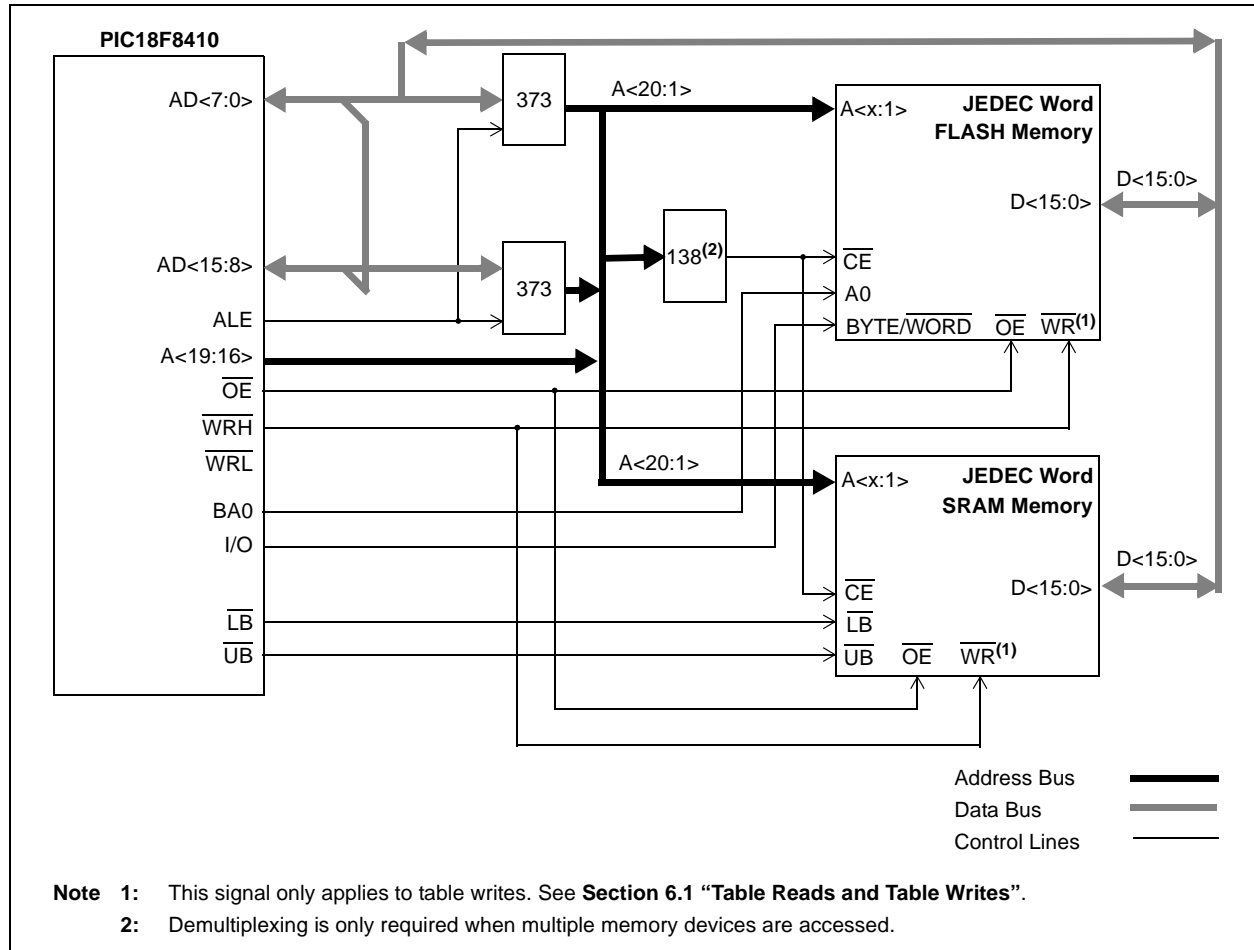 PIC18F8410
AD<7:0>
AD<15:8>
ALE
A<19:16>
OE
WRH
WRL
BA0
I/O
LB
UB
373
373
A<20:1>
138(2)
A<20:1>
A<x:1>
JEDEC Word
FLASH Memory
D<15:0>
CE
A0
BYTE/WORD OE WR(1)
D<15:0>
A<x:1>
JEDEC Word
SRAM Memory
D<15:0>
CE
LB
UB OE WR(1)
D<15:0>
Address Bus
Data Bus
Control Lines
Note 1: This signal only applies to table writes. See Section 6.1 “Table Reads and Table Writes”.
2: Demultiplexing is only required when multiple memory devices are accessed.